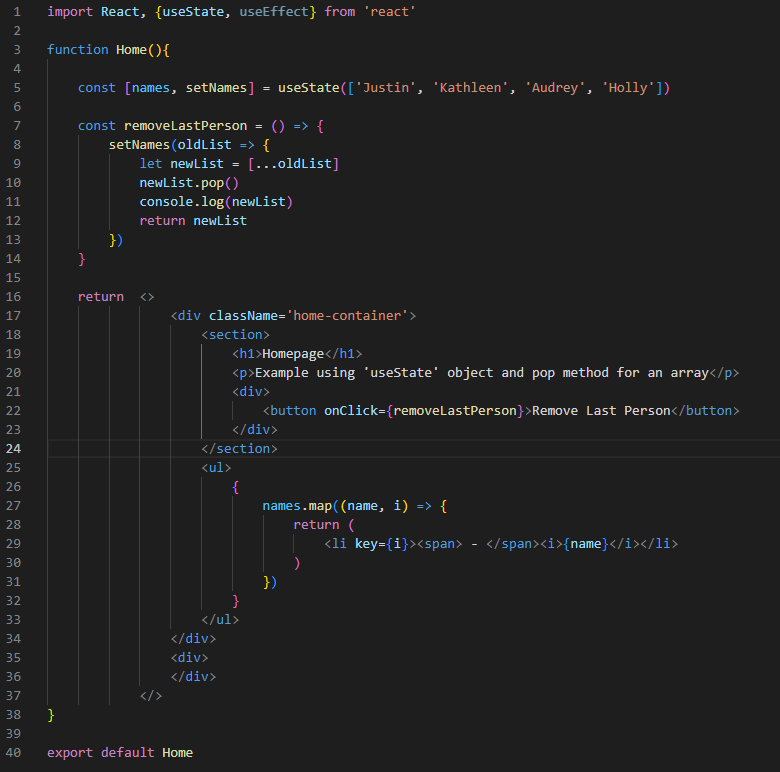 1 import React, {useState, useEffect} from 'react'
2
3 function Home(){
4
5     const [names, setNames] = useState(['Justin', 'Kathleen', 'Audrey', 'Holly'])
6
7     const removeLastPerson = () => {
8         setNames(oldList => {
9             let newList = [...oldList]
10             newList.pop()
11             console.log(newList)
12             return newList
13         })
14     }
15
16     return  <>
17                 <div className='home-container'>
18                     <section>
19                         <h1>Homepage</h1>
20                         <p>Example using 'useState' object and pop method for an array</p>
21                         <div>
22                             <button onClick={removeLastPerson}>Remove Last Person</button>
23                         </div>
24                     </section>
25                     <ul>
26                         {
27                             names.map((name, i) => {
28                                 return (
29                                     <li key={i}><span> - </span><i>{name}</i></li>
30                                 )
31                             })
32                         }
33                     </ul>
34                 </div>
35                 <div>
36                 </div>
37             </>
38 }
39
40 export default Home